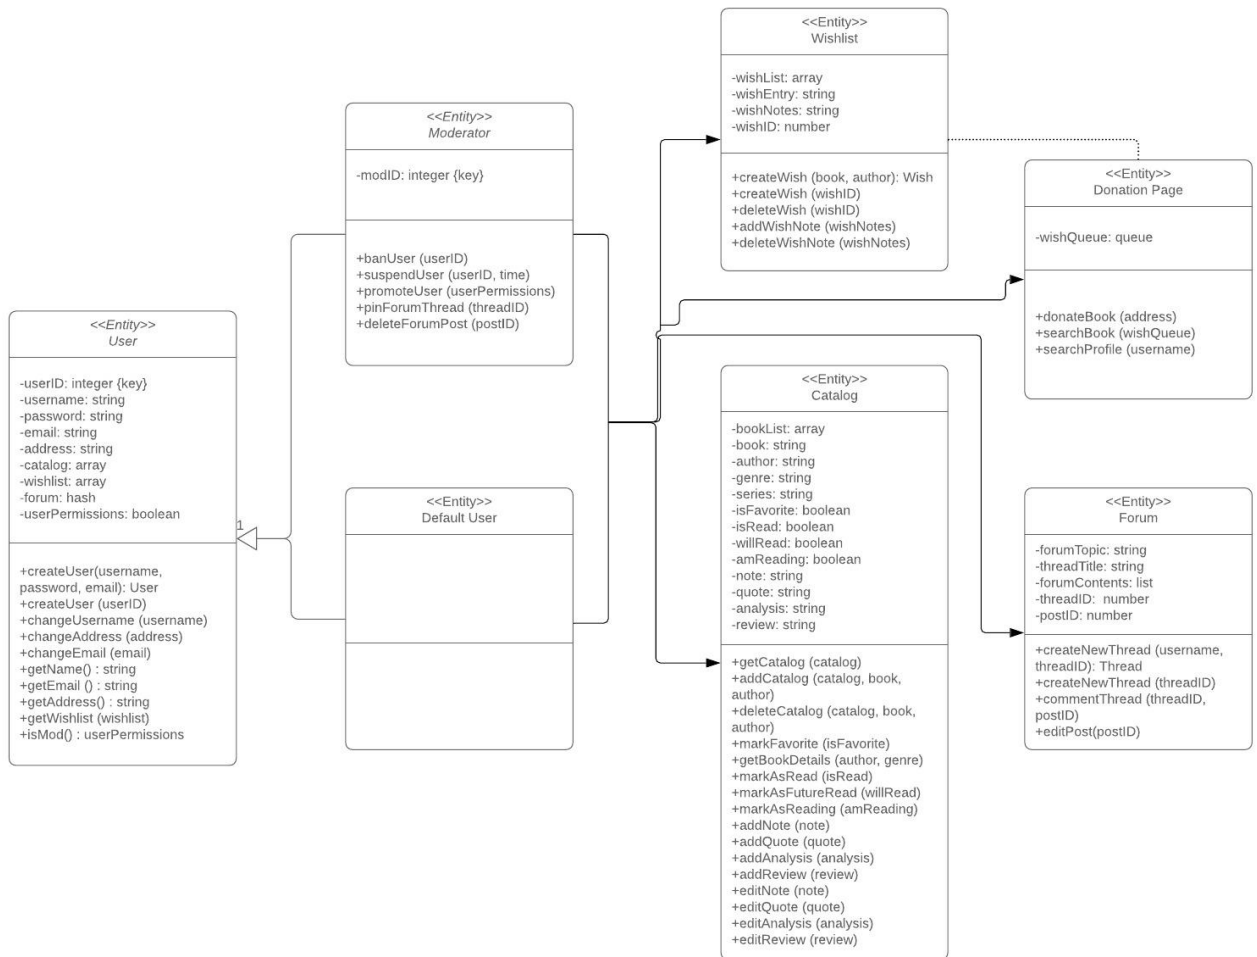 <<Entity>>
User
-userID: integer {key}
-username: string
-password: string
-email: string
-address: string
-catalog: array
-wishlist: array
-forum: hash
-userPermissions: boolean
+createUser(username,
password, email): User
+createUser (userID)
+changeUsername (username)
+changeAddress (address)
+changeEmail (email)
+getName() : string
+getEmail () : string
+getAddress() : string
+getWishlist (wishlist)
+isMod() : userPermissions
1
<<Entity>>
Moderator
-modID: integer {key}
+banUser (userID)
+suspendUser (userID, time)
+promoteUser (userPermissions)
+pinForumThread (threadID)
+deleteForumPost (postID)
<<Entity>>
Default User
<<Entity>>
Wishlist
-wishList: array
-wishEntry: string
-wishNotes: string
-wishID: number
+createWish (book, author): Wish
+createWish (wishID)
+deleteWish (wishID)
+addWishNote (wishNotes)
+deleteWishNote (wishNotes)
<<Entity>>
Catalog
-bookList: array
-book: string
-author: string
-genre: string
-series: string
-isFavorite: boolean
-isRead: boolean
-willRead: boolean
-amReading: boolean
-note: string
-quote: string
-analysis: string
-review: string
+getCatalog (catalog)
+addCatalog (catalog, book,
author)
+deleteCatalog (catalog, book,
author)
+markFavorite (isFavorite)
+getBookDetails (author, genre)
+markAsRead (isRead)
+markAsFutureRead (willRead)
+markAsReading (amReading)
+addNote (note)
+addQuote (quote)
+addAnalysis (analysis)
+addReview (review)
+editNote (note)
+editQuote (quote)
+editAnalysis (analysis)
+editReview (review)
<<Entity>>
Donation Page
-wishQueue: queue
+donateBook (address)
+searchBook (wishQueue)
+searchProfile (username)
<<Entity>>
Forum
-forumTopic: string
-threadTitle: string
-forumContents: list
-threadID:  number
-postID: number
+createNewThread (username,
threadID): Thread
+createNewThread (threadID)
+commentThread (threadID,
postID)
+editPost(postID)